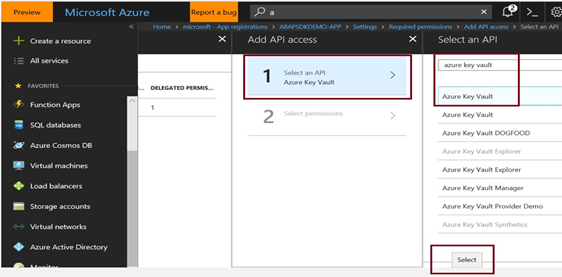 Preview
Microsoft Azure
Report a bug
a
2
Home > microsoft - App registrations > ABAPSDKDEMO-APP > Settings > Required permissions > Add API access > Select an API
Create a resource
All services
FAVORITES
Function Apps
SQL databases
Azure Cosmos DB
Virtual machines
Load balancers
Storage accounts
Virtual networks
Azure Active Directory
Monitor
DELEGATED PERMIS...
1
Add API access
1
Select an API
Azure Key Vault
2
Select permissions
Select an API
azure key vault
Azure Key Vault
Azure Key Vault
Azure Key Vault DOGFOOD
Azure Key Vault Explorer
Azure Key Vault Explorer
Azure Key Vault Manager
Azure Key Vault Provider Demo
Azure Key Vault Synthetics
Select